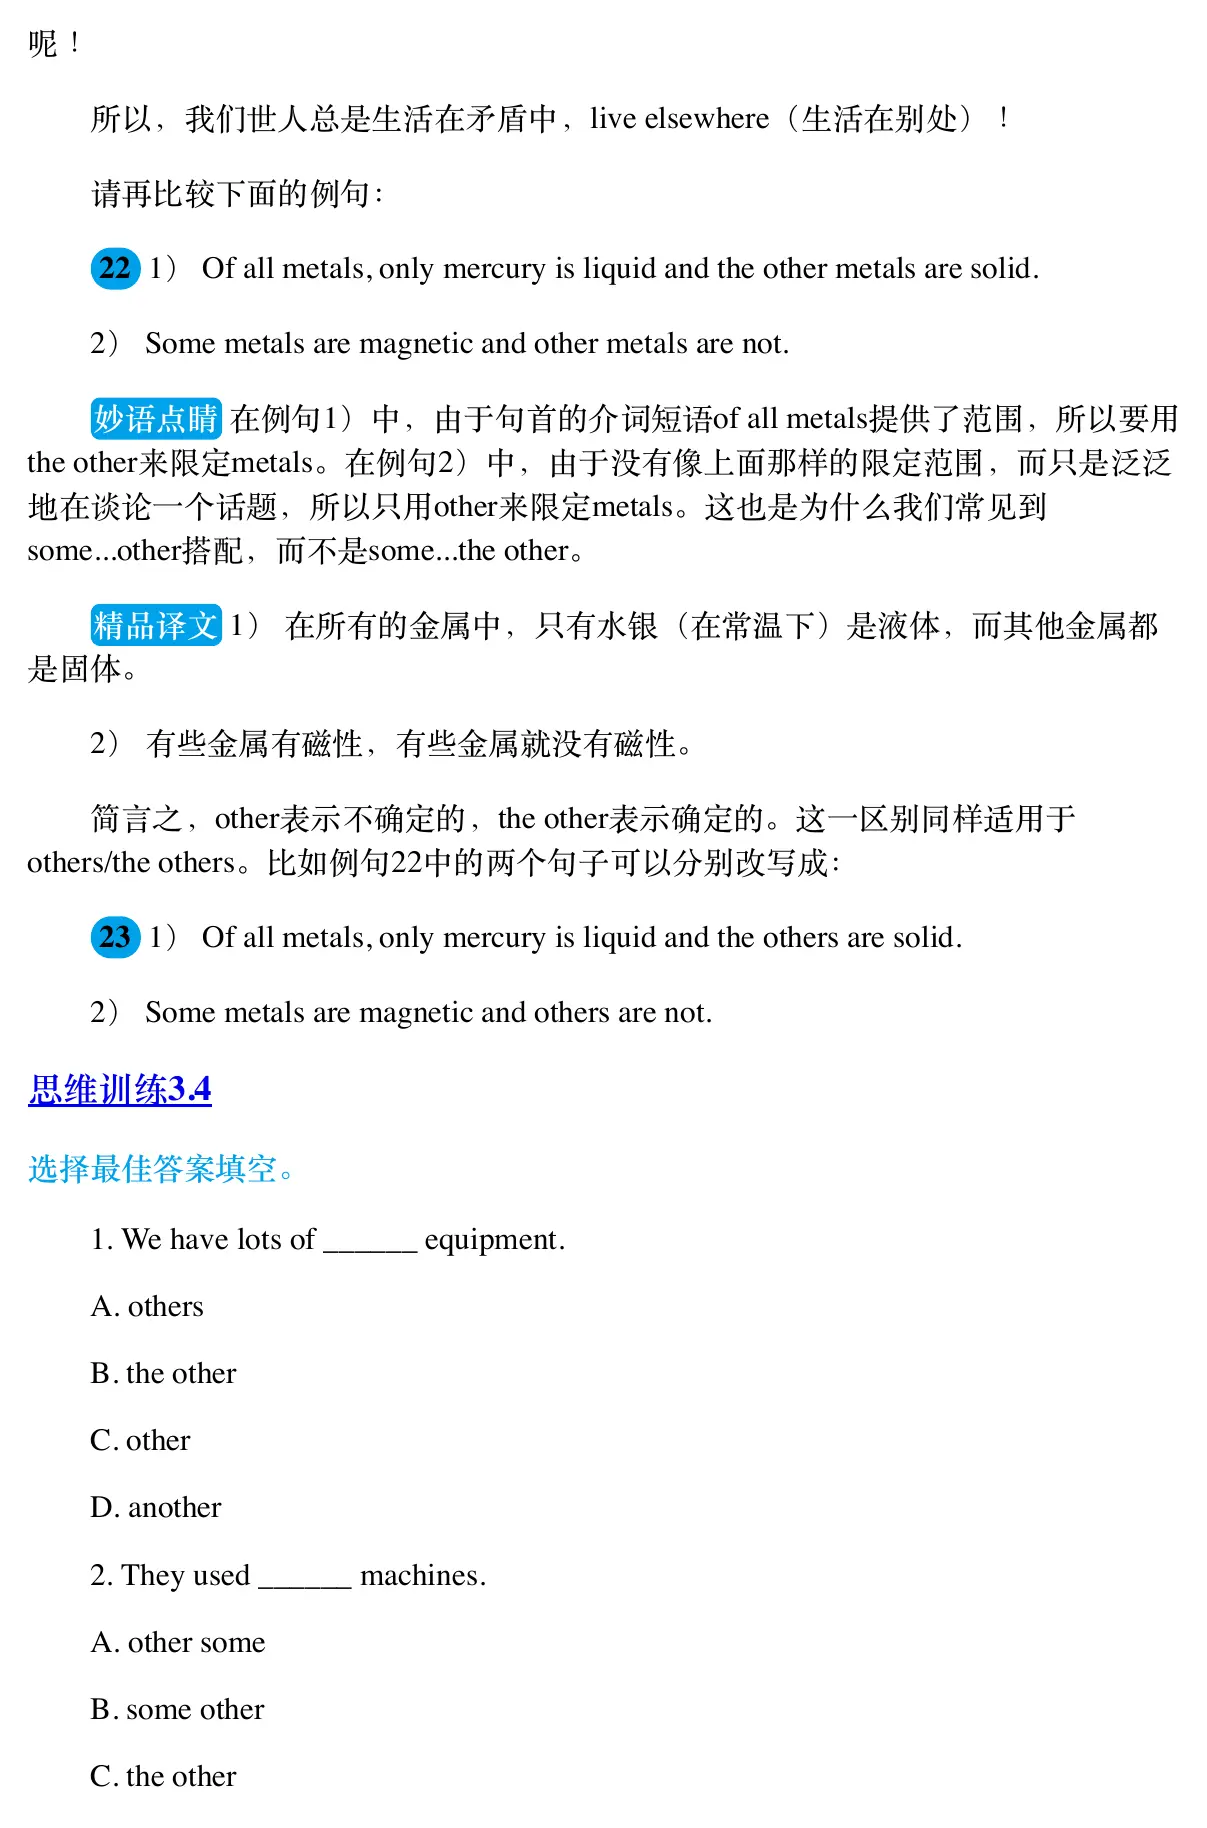 呢！
所以，我们世人总是生活在矛盾中，live elsewhere（生活在别处）！
请再比较下面的例句：
22 1） Of all metals, only mercury is liquid and the other metals are solid.
2） Some metals are magnetic and other metals are not.
妙语点睛 在例句1）中，由于句首的介词短语of all metals提供了范围，所以要用
the other来限定metals。在例句2）中，由于没有像上面那样的限定范围，而只是泛泛
地在谈论一个话题，所以只用other来限定metals。这也是为什么我们常见到
some...other搭配，而不是some...the other。
精品译文 1） 在所有的金属中，只有水银（在常温下）是液体，而其他金属都
是固体。
2） 有些金属有磁性，有些金属就没有磁性。
简言之，other表示不确定的，the other表示确定的。这一区别同样适用于
others/the others。比如例句22中的两个句子可以分别改写成：
23 1） Of all metals, only mercury is liquid and the others are solid.
2） Some metals are magnetic and others are not.
思维训练3.4
选择最佳答案填空。
1. We have lots of ______ equipment.
A. others
B. the other
C. other
D. another
2. They used ______ machines.
A. other some
B. some other
C. the other